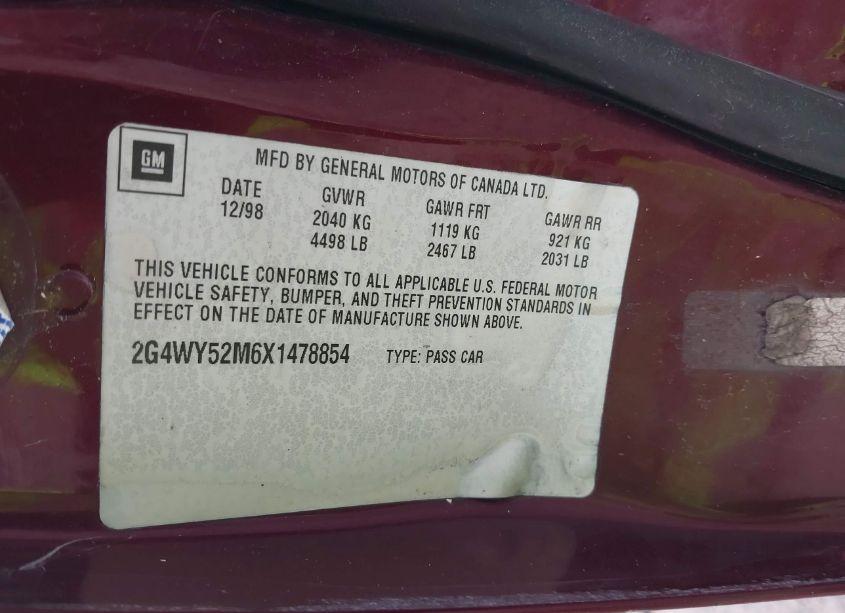 GM
MFD BY GENERAL MOTORS OF CANADA LTD.
DATE GVWR GAWR FRT GAWR RR
12/98 2040 KG 1119 KG 921 KG
4498 LB 2467 LB 2031 LB
THIS VEHICLE CONFORMS TO ALL APPLICABLE U.S. FEDERAL MOTOR
VEHICLE SAFETY, BUMPER, AND THEFT PREVENTION STANDARDS IN
EFFECT ON THE DATE OF MANUFACTURE SHOWN ABOVE.
2G4WY52M6X1478854 TYPE: PASS CAR